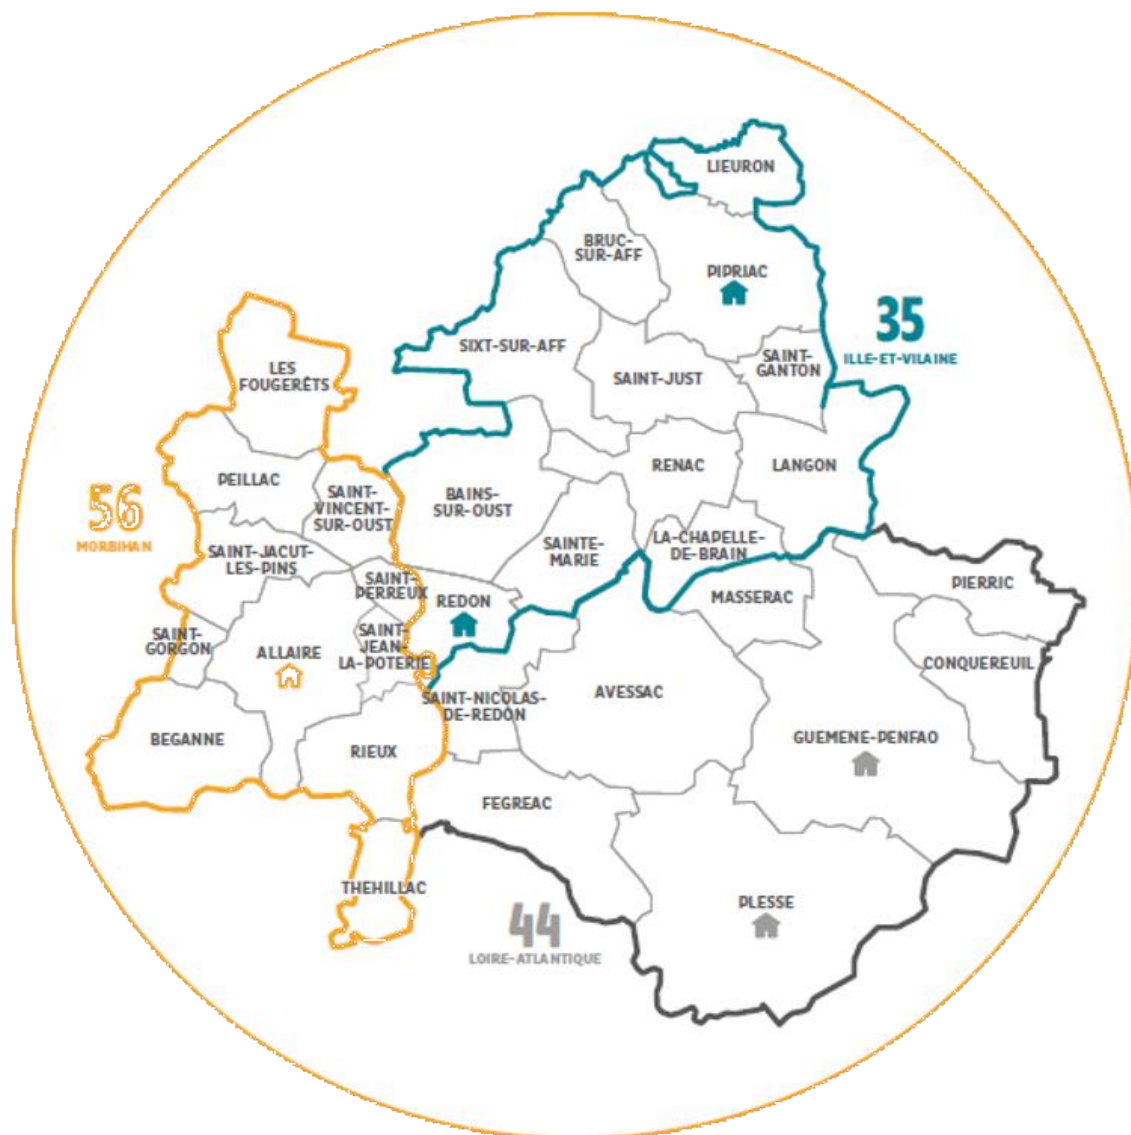 LIEURON
BRUC-
SUR-AFF
PIPRIAC
35
ILLE-ET-VILAINE
SIXT-SUR-AFF
SAINT-
GANTON
SAINT-JUST
LES
FOUGERÊTS
RENAC
LANGON
PEILLAC
56
MORBIHAN
SAINT-
VINCENT-
SUR-OUST
BAINS-
SUR-OUST
SAINTE-
MARIE
LA-CHAPELLE-
DE-BRAIN
SAINT-JACUT-
LES-PINS
SAINT-
PERREUX
REDON
MASSERAC
PIERRIC
SAINT-
GORGON
ALLAIRE
SAINT-
JEAN-
LA-POTERIE
CONQUEREUIL
SAINT-NICOLAS-
DE-REDON
AVESSAC
BEGANNE
RIEUX
GUEMENE-PENFAO
FEGREAC
THEHILLAC
PLESSE
44
LOIRE-ATLANTIQUE